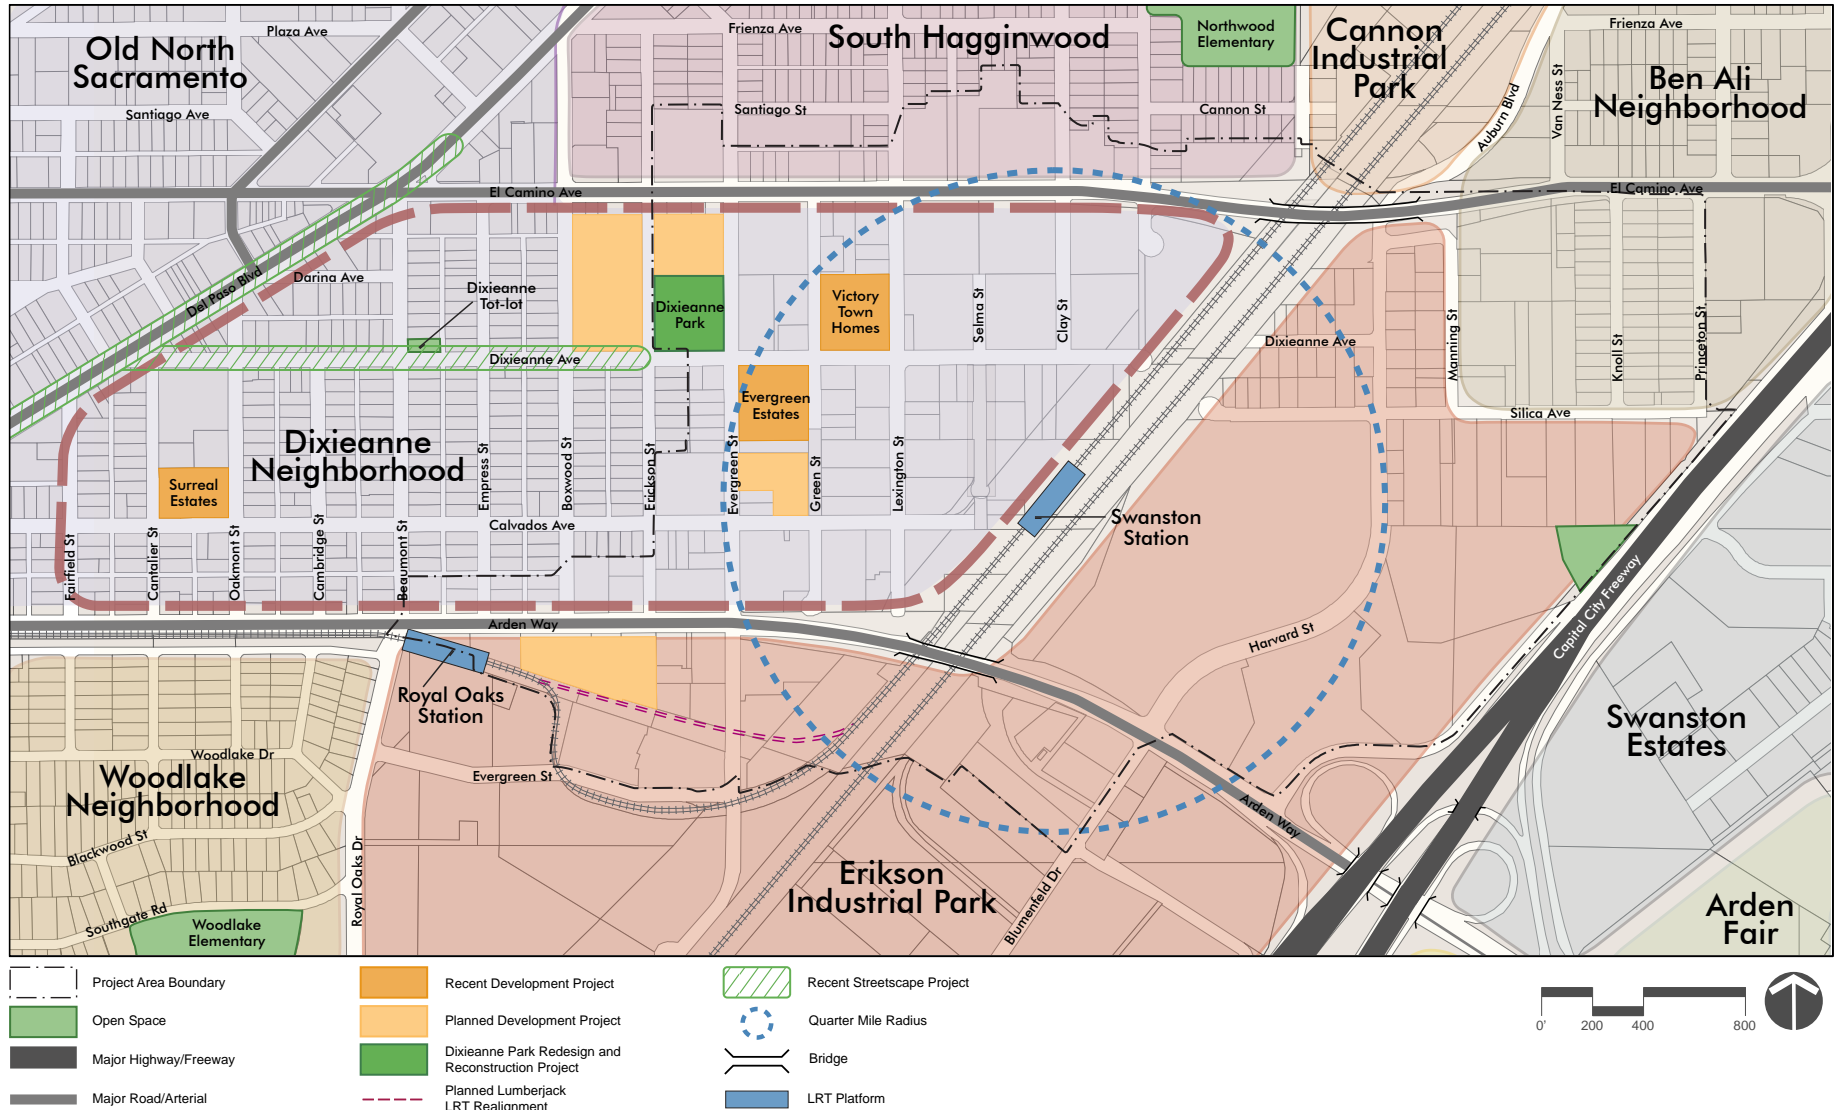 Plaza Ave
Old North
Sacramento
Santiago Ave
Frienza Ave
South Hagginwood
Northwood
Elementary
Cannon
Industrial
Park
Frienza Ave
Ben Ali
Neighborhood
Van Ness St
Auburn Blvd
Santiago St
Cannon St
El Camino Ave
El Camino Ave
Del Paso Blvd
Darina Ave
Dixieanne
Tot-lot
Dixieanne
Park
Victory
Town
Homes
Selma St
Clay St
Dixieanne Ave
Dixieanne Ave
Manning St
Knoll St
Princeton St
Silica Ave
Evergreen
Estates
Dixieanne
Neighborhood
Surreal
Estates
Empress St
Boxwood St
Erickson St
Evergreen St
Green St
Lexington St
Calvados Ave
Swanston
Station
Fairfield St
Cantalier St
Oakmont St
Cambridge St
Beaumont St
Arden Way
Capital City Freeway
Harvard St
Royal Oaks
Station
Swanston
Estates
Woodlake Dr
Woodlake
Neighborhood
Evergreen St
Arden Way
Blackwood St
Royal Oaks Dr
Erikson
Industrial Park
Blumenfeld Dr
Southgate Rd
Woodlake
Elementary
Arden
Fair
Project Area Boundary
Open Space
Major Highway/Freeway
Major Road/Arterial
Recent Development Project
Planned Development Project
Dixieanne Park Redesign and
Reconstruction Project
Planned Lumberjack
LRT Realignment
Recent Streetscape Project
Quarter Mile Radius
Bridge
LRT Platform
0' 200 400 800